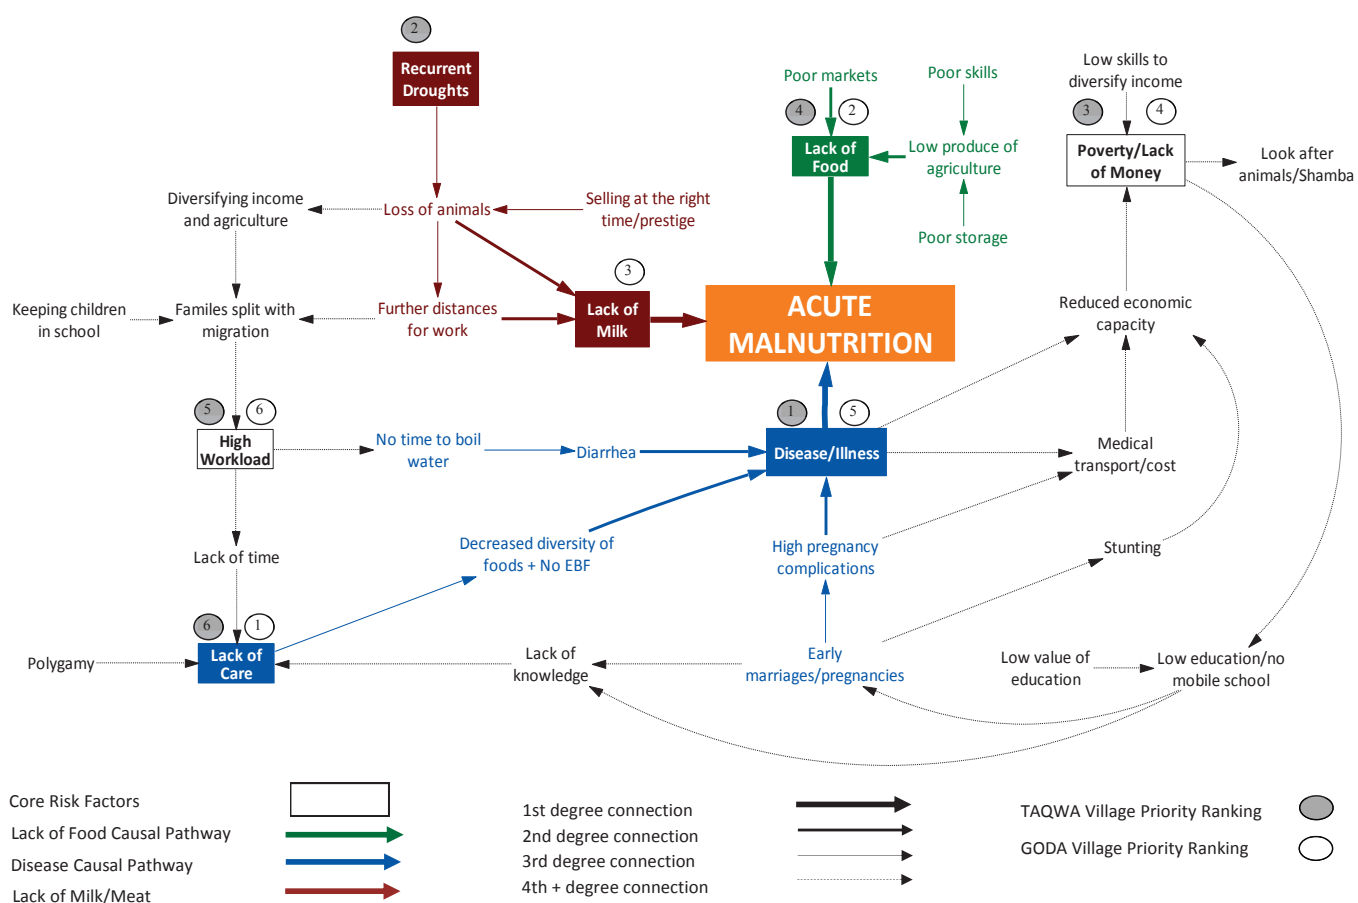 2
Recurrent
Droughts
Poor markets
Poor skills
Low skills to
diversify income
4
2
3
4
Lack of
Food
Low produce of
agriculture
Poverty/Lack
of Money
Look after
animals/Shamba
Diversifying income
and agriculture
Loss of animals
Selling at the right
time/prestige
Poor storage
3
Keeping children
in school
Familes split with
migration
Further distances
for work
Lack of
Milk
ACUTE
MALNUTRITION
Reduced economic
capacity
5
6
1
5
High
Workload
No time to boil
water
Diarrhea
Disease/Illness
Medical
transport/cost
Lack of time
Decreased diversity of
foods + No EBF
High pregnancy
complications
Stunting
6
1
Polygamy
Lack of
Care
Lack of
knowledge
Early
marriages/pregnancies
Low value of
education
Low education/no
mobile school
Core Risk Factors
Lack of Food Causal Pathway
Disease Causal Pathway
Lack of Milk/Meat
1st degree connection
2nd degree connection
3rd degree connection
4th + degree connection
TAQWA Village Priority Ranking
GODA Village Priority Ranking